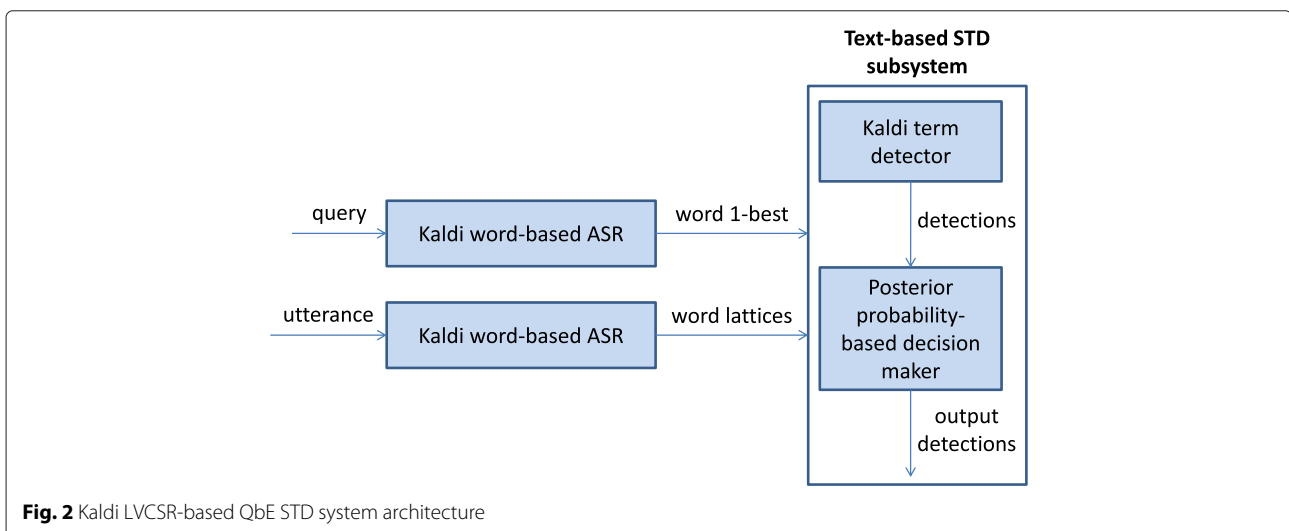 Text-based STD
subsystem
Kaldi term
detector
query
Kaldi word-based ASR
word 1-best
detections
utterance
Kaldi word-based ASR
word lattices
Posterior
probability-
based decision
maker
output
detections
Fig. 2 Kaldi LVCSR-based QbE STD system architecture